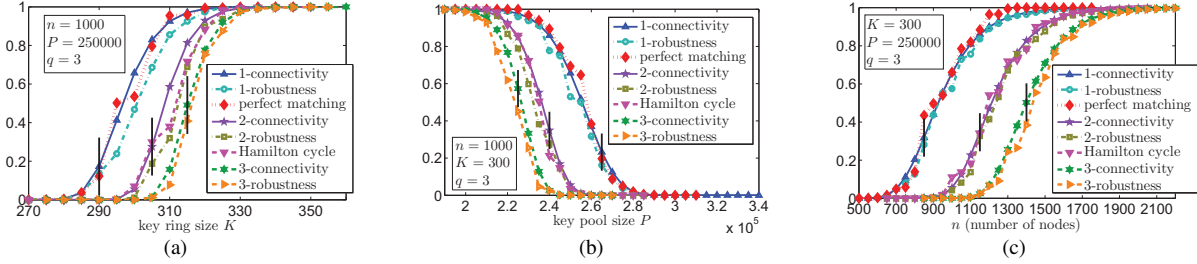 1
0.8
0.6
0.4
0.2
0
n = 1000
P = 250000
q = 3
1-connectivity
1-robustness
perfect matching
2-connectivity
2-robustness
Hamilton cycle
3-connectivity
3-robustness
270 290 310 330 350
key ring size K
(a)
1
0.8
0.6
0.4
0.2
0
1-connectivity
1-robustness
perfect matching
2-connectivity
2-robustness
Hamilton cycle
3-connectivity
3-robustness
n = 1000
K = 300
q = 3
2 2.2 2.4 2.6 2.8 3 3.2 3.4
x 10^5
key pool size P
(b)
1
0.8
0.6
0.4
0.2
0
K = 300
P = 250000
q = 3
1-connectivity
1-robustness
perfect matching
2-connectivity
2-robustness
Hamilton cycle
3-connectivity
3-robustness
500 700 900 1100 1300 1500 1700 1900 2200
n (number of nodes)
(c)